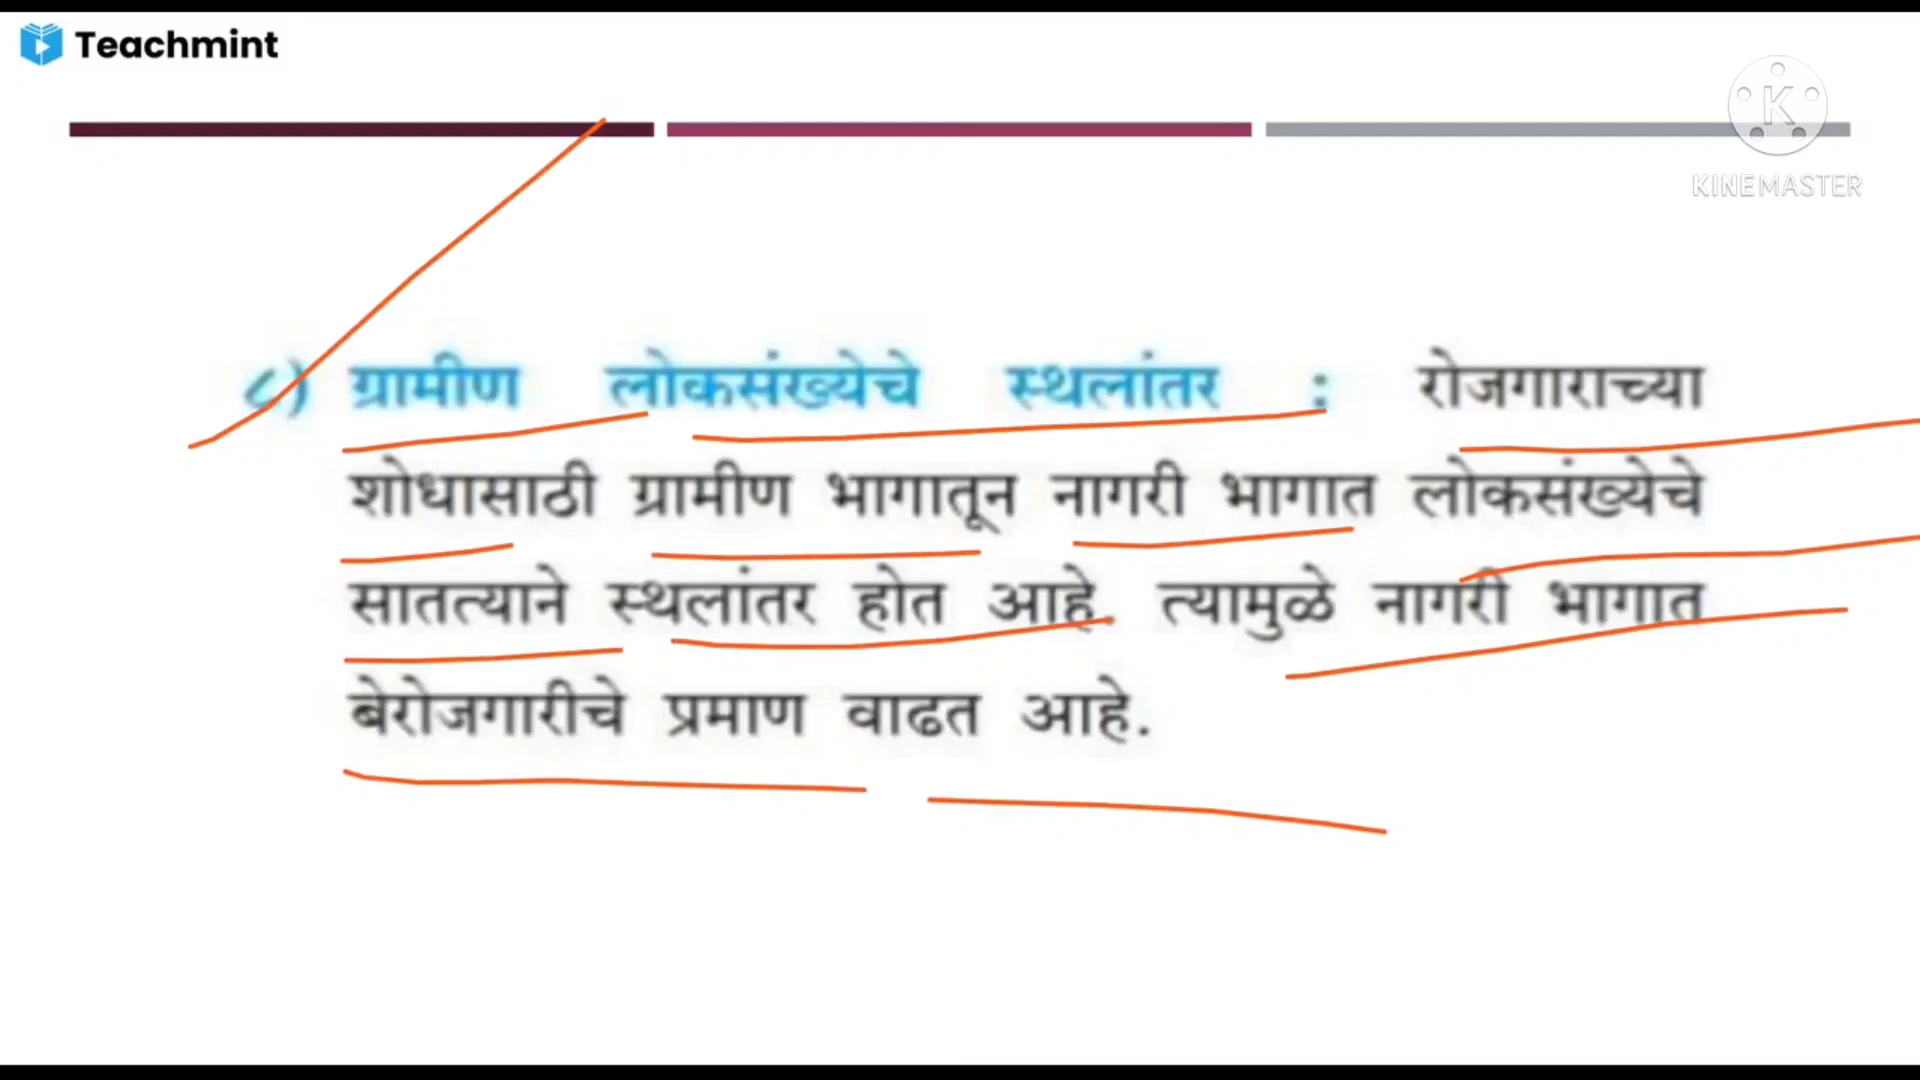 Teachmint
K
KINEMASTER
८) ग्रामीण लोकसंख्येचे स्थलांतर : रोजगाराच्या
शोधासाठी ग्रामीण भागातून नागरी भागात लोकसंख्येचे
सातत्याने स्थलांतर होत आहे. त्यामुळे नागरी भागात
बेरोजगारीचे प्रमाण वाढत आहे.